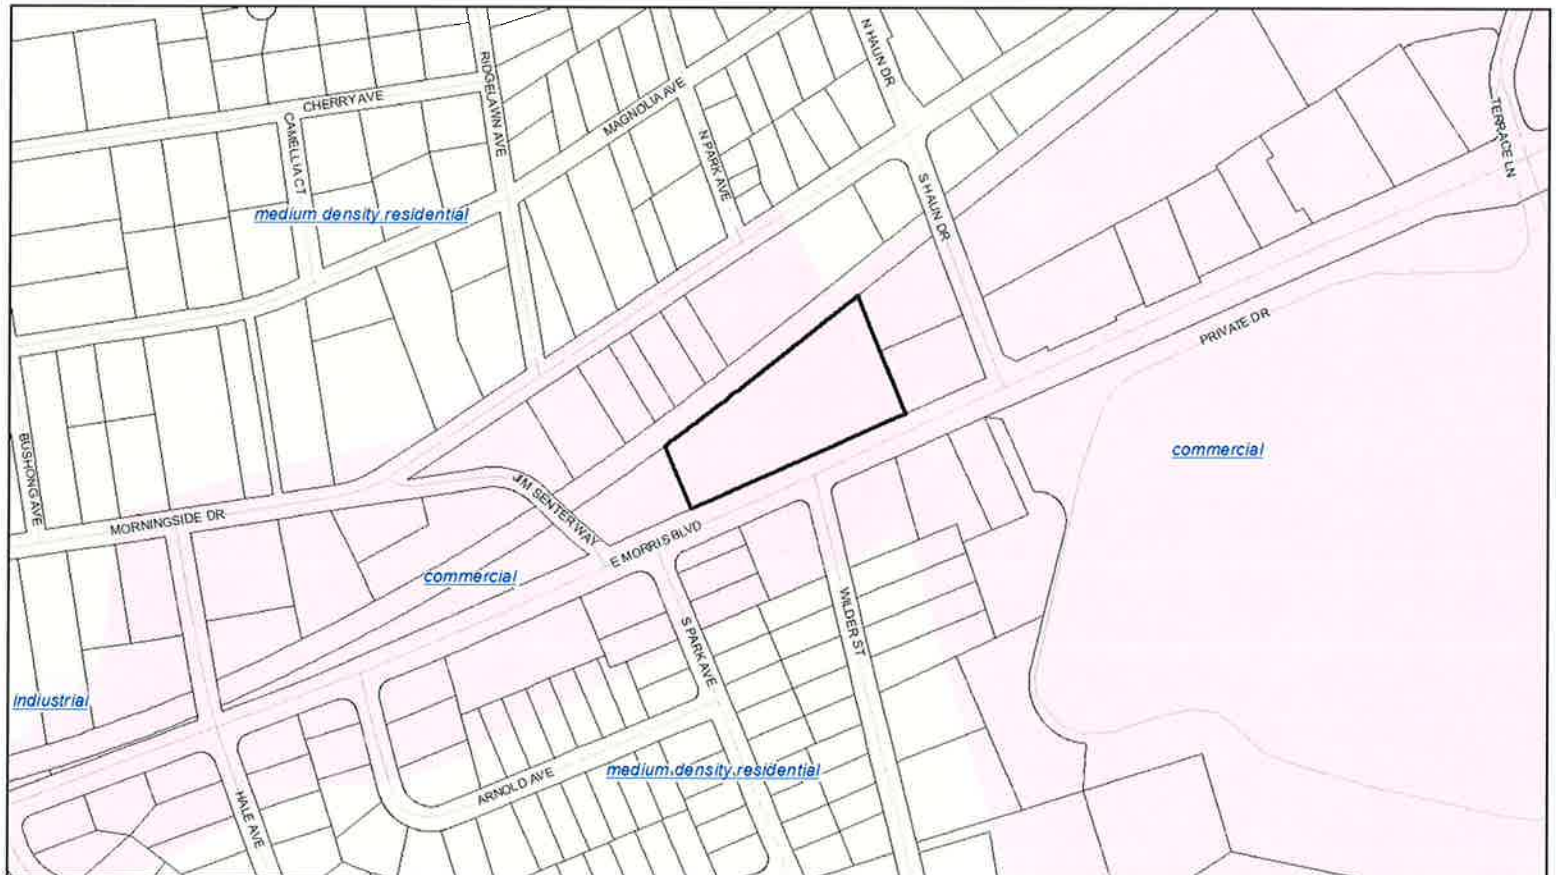 N HAUN DR
RIDGELAWN AVE
CHERRY AVE
MAGNOLIA AVE
CAMELLIA CT
TERRACE LN
N PARK AVE
medium density residential
S HAUN DR
PRIVATE DR
commercial
BUSHONG AVE
JIM SENTER WAY
MORNINGSIDE DR
E MORRIS BLVD
commercial
WILDER ST
S PARK AVE
indiustrial
medium density residential
ARNOLD AVE
HALE AVE